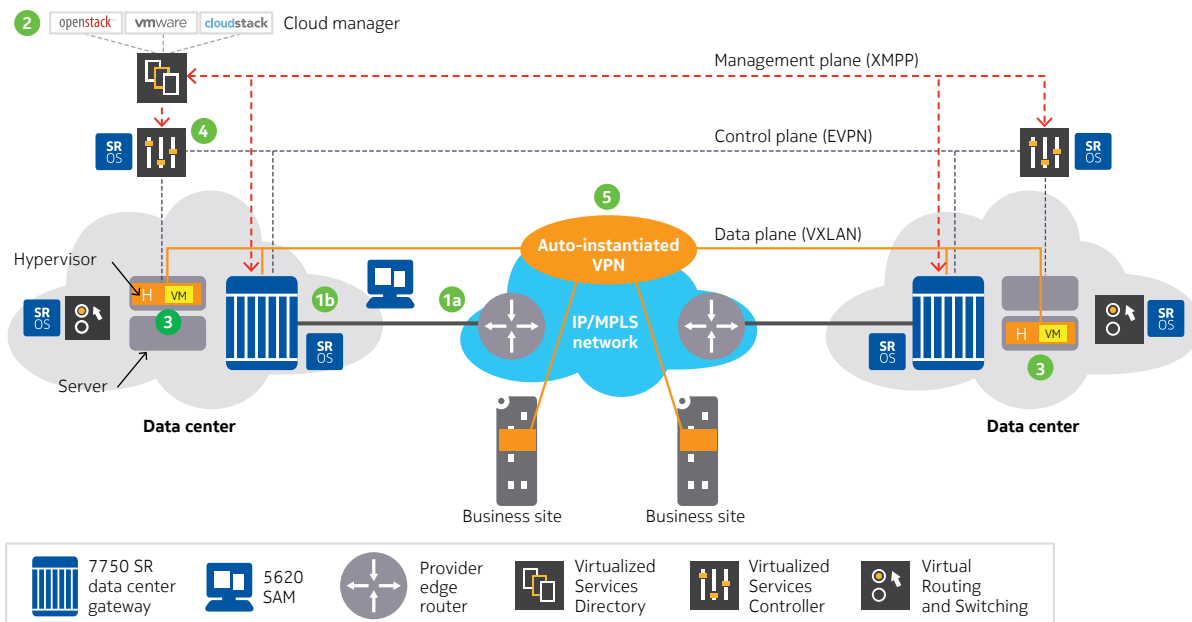 2
openstack
vmware
cloudstack
Cloud manager
Management plane (XMPP)
4
SR
OS
Control plane (EVPN)
SR
OS
5
Auto-instantiated
VPN
Data plane (VXLAN)
Hypervisor
H
VM
SR
OS
3
1b
1a
SR
OS
IP/MPLS
network
SR
OS
H
VM
SR
OS
3
Server
Data center
Data center
Business site
Business site
7750 SR
data center
gateway
5620
SAM
Provider
edge
router
Virtualized
Services
Directory
Virtualized
Services
Controller
Virtual
Routing
and Switching